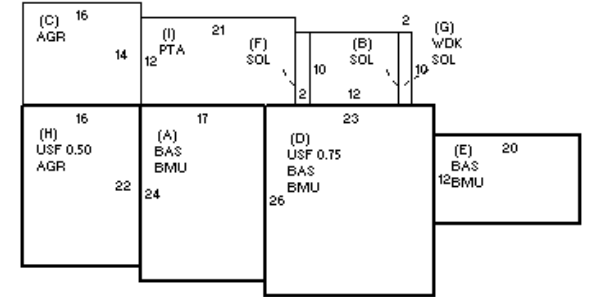 (C) 16
AGR
14
(I) 21
PTA
12
(F)
SOL
2
10
(B)
SOL
12
2
(G)
WDK
SOL
10
16
(H)
USF 0.50
AGR
22
17
(A)
BAS
BMU
24
23
(D)
USF 0.75
BAS
BMU
26
(E) 20
BAS
12 BMU